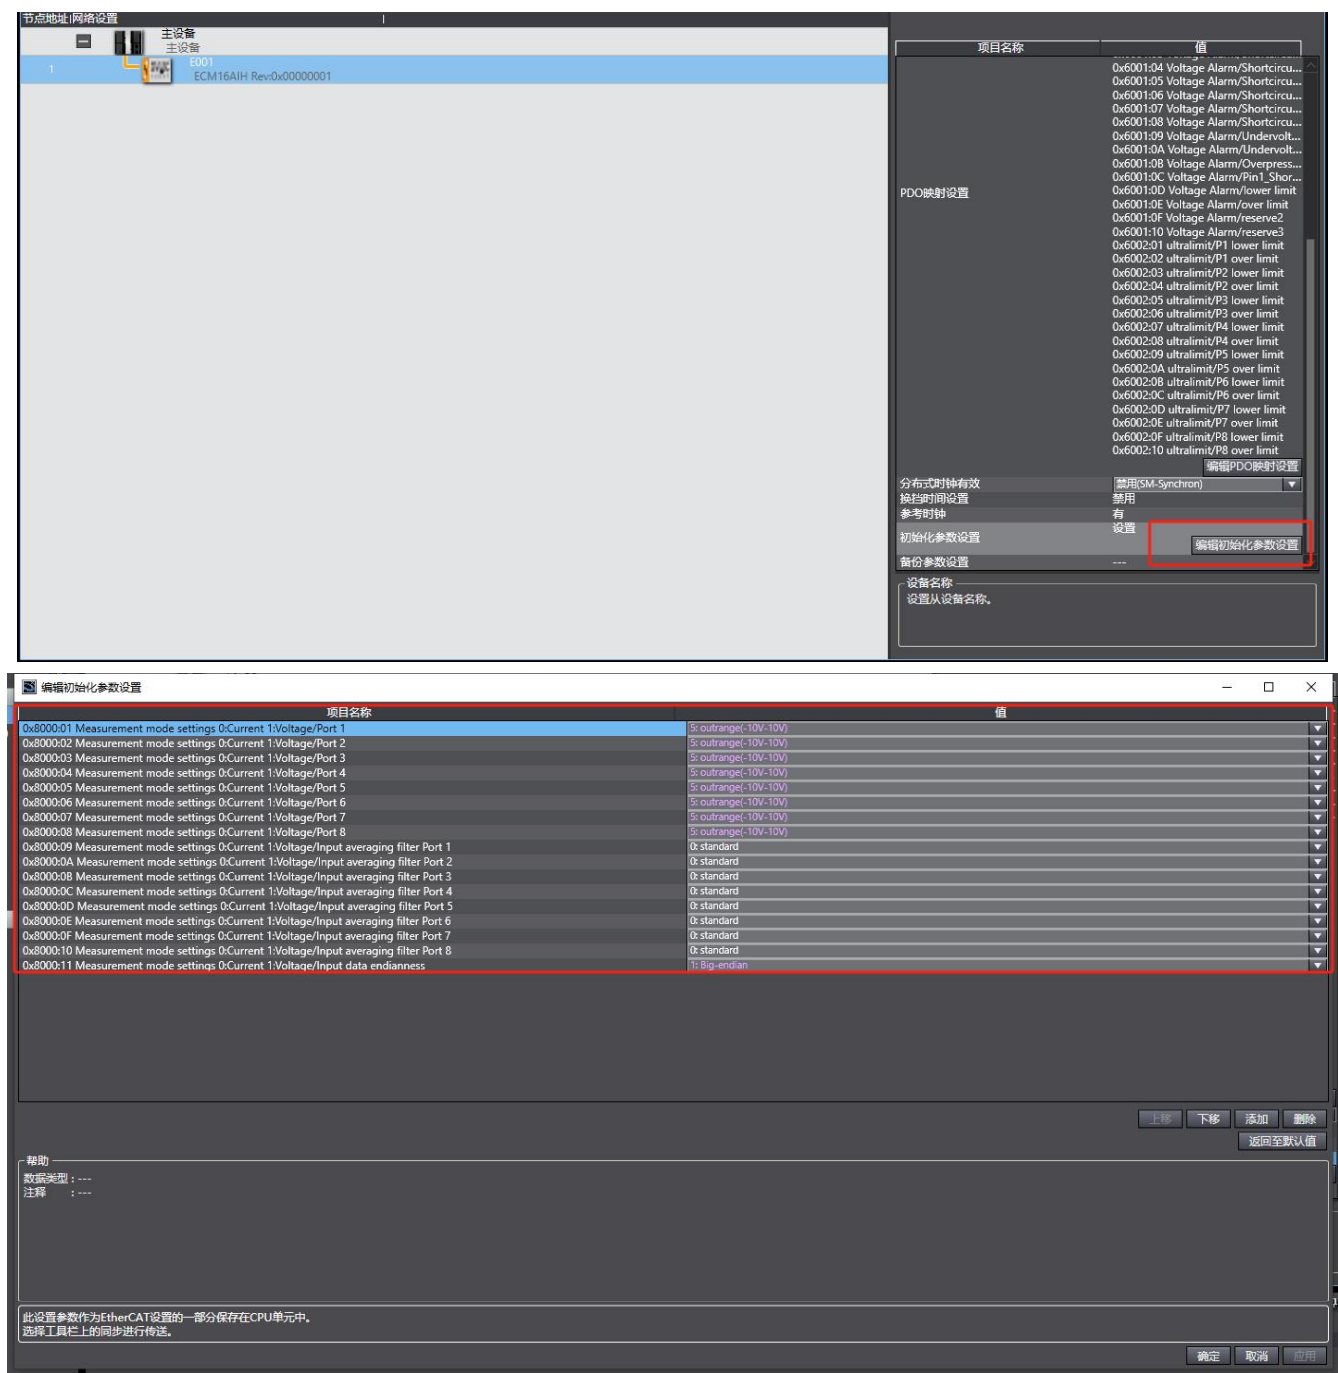 节点地址|网络设置
主设备
主设备
1
E001
ECM16AIH Rev:0x00000001
项目名称 值
0x6001:04 Voltage Alarm/Shortcircu...
0x6001:05 Voltage Alarm/Shortcircu...
0x6001:06 Voltage Alarm/Shortcircu...
0x6001:07 Voltage Alarm/Shortcircu...
0x6001:08 Voltage Alarm/Shortcircu...
0x6001:09 Voltage Alarm/Undervolt...
0x6001:0A Voltage Alarm/Undervolt...
0x6001:0B Voltage Alarm/Overpress...
0x6001:0C Voltage Alarm/Pin1_Shor...
PDO映射设置 0x6001:0D Voltage Alarm/lower limit
0x6001:0E Voltage Alarm/over limit
0x6001:0F Voltage Alarm/reserve2
0x6001:10 Voltage Alarm/reserve3
0x6002:01 ultralimit/P1 lower limit
0x6002:02 ultralimit/P1 over limit
0x6002:03 ultralimit/P2 lower limit
0x6002:04 ultralimit/P2 over limit
0x6002:05 ultralimit/P3 lower limit
0x6002:06 ultralimit/P3 over limit
0x6002:07 ultralimit/P4 lower limit
0x6002:08 ultralimit/P4 over limit
0x6002:09 ultralimit/P5 lower limit
0x6002:0A ultralimit/P5 over limit
0x6002:0B ultralimit/P6 lower limit
0x6002:0C ultralimit/P6 over limit
0x6002:0D ultralimit/P7 lower limit
0x6002:0E ultralimit/P7 over limit
0x6002:0F ultralimit/P8 lower limit
0x6002:10 ultralimit/P8 over limit
编辑PDO映射设置
分布式时钟有效 禁用(SM-Synchron)
换挡时间设置 禁用
参考时钟 有
初始化参数设置 设置
编辑初始化参数设置
备份参数设置 ---
设备名称
设置从设备名称。
编辑初始化参数设置
项目名称 值
0x8000:01 Measurement mode settings 0:Current 1:Voltage/Port 1 5: outrange(-10V-10V)
0x8000:02 Measurement mode settings 0:Current 1:Voltage/Port 2 5: outrange(-10V-10V)
0x8000:03 Measurement mode settings 0:Current 1:Voltage/Port 3 5: outrange(-10V-10V)
0x8000:04 Measurement mode settings 0:Current 1:Voltage/Port 4 5: outrange(-10V-10V)
0x8000:05 Measurement mode settings 0:Current 1:Voltage/Port 5 5: outrange(-10V-10V)
0x8000:06 Measurement mode settings 0:Current 1:Voltage/Port 6 5: outrange(-10V-10V)
0x8000:07 Measurement mode settings 0:Current 1:Voltage/Port 7 5: outrange(-10V-10V)
0x8000:08 Measurement mode settings 0:Current 1:Voltage/Port 8 5: outrange(-10V-10V)
0x8000:09 Measurement mode settings 0:Current 1:Voltage/Input averaging filter Port 1 0: standard
0x8000:0A Measurement mode settings 0:Current 1:Voltage/Input averaging filter Port 2 0: standard
0x8000:0B Measurement mode settings 0:Current 1:Voltage/Input averaging filter Port 3 0: standard
0x8000:0C Measurement mode settings 0:Current 1:Voltage/Input averaging filter Port 4 0: standard
0x8000:0D Measurement mode settings 0:Current 1:Voltage/Input averaging filter Port 5 0: standard
0x8000:0E Measurement mode settings 0:Current 1:Voltage/Input averaging filter Port 6 0: standard
0x8000:0F Measurement mode settings 0:Current 1:Voltage/Input averaging filter Port 7 0: standard
0x8000:10 Measurement mode settings 0:Current 1:Voltage/Input averaging filter Port 8 0: standard
0x8000:11 Measurement mode settings 0:Current 1:Voltage/Input data endianness 1: Big-endian
上移 下移 添加 删除
返回至默认值
帮助
数据类型 : ---
注释 : ---
此设置参数作为EtherCAT设置的一部分保存在CPU单元中。
选择工具栏上的同步进行传送。
确定 取消 应用